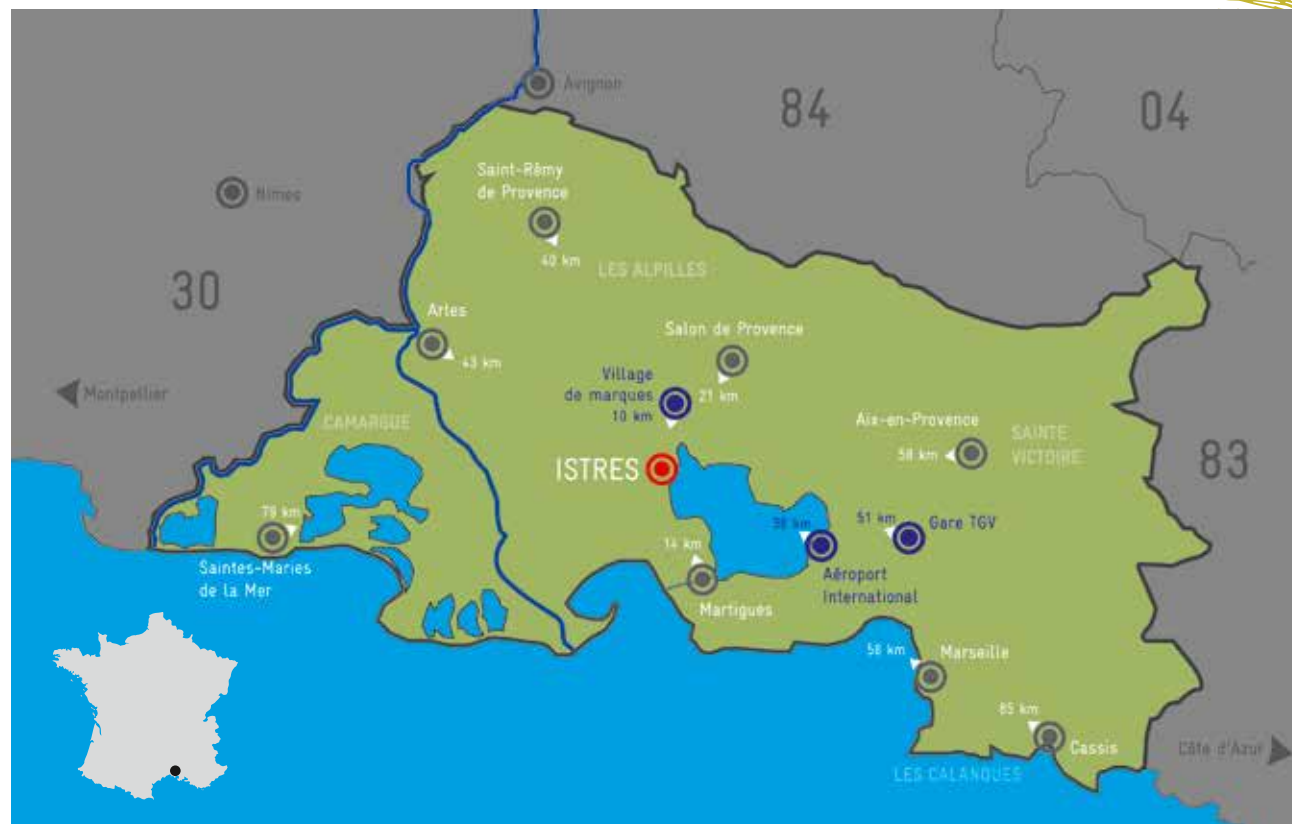 Avignon
84
04
Saint-Rémy
de Provence
Nîmes
40 km
LES ALPILLES
30
Arles
43 km
Salon de Provence
21 km
Village
de marques
10 km
Montpellier
CAMARGUE
Aix-en-Provence
58 km
SAINTE
VICTOIRE
83
ISTRES
79 km
Saintes-Maries
de la Mer
38 km
51 km
Gare TGV
14 km
Aéroport
International
Martigues
58 km
Marseille
85 km
Cassis
Côte d'Azur
LES CALANQUES